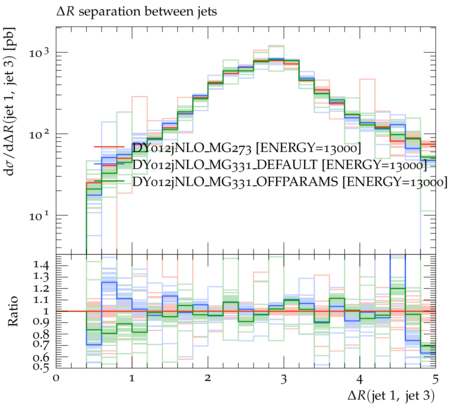 ΔR separation between jets
dσ/dΔR(jet 1, jet 3) [pb]
10³
10²
10¹
DY012jNLO_MG273 [ENERGY=13000]
DY012jNLO_MG331_DEFAULT [ENERGY=13000]
DY012jNLO_MG331_OFFPARAMS [ENERGY=13000]
Ratio
1.4
1.3
1.2
1.1
1
0.9
0.8
0.7
0.6
0.5
0 1 2 3 4 5
ΔR(jet 1, jet 3)